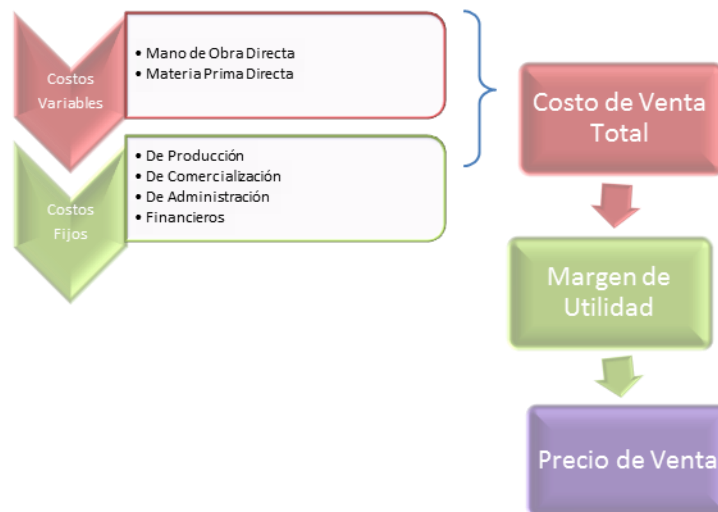 Costos
Variables
• Mano de Obra Directa
• Materia Prima Directa
Costos
Fijos
• De Producción
• De Comercialización
• De Administración
• Financieros
Costo de Venta
Total
Margen de
Utilidad
Precio de Venta